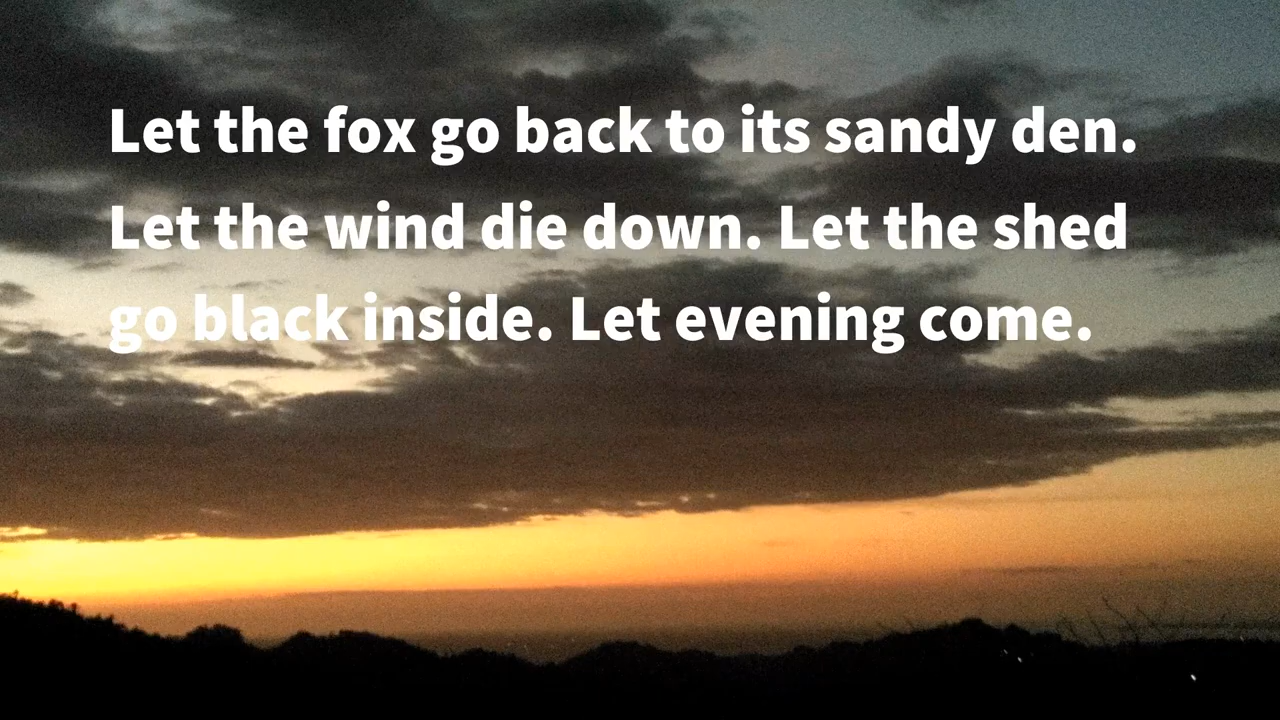 Let the fox go back to its sandy den.
Let the wind die down. Let the shed
go black inside. Let evening come.